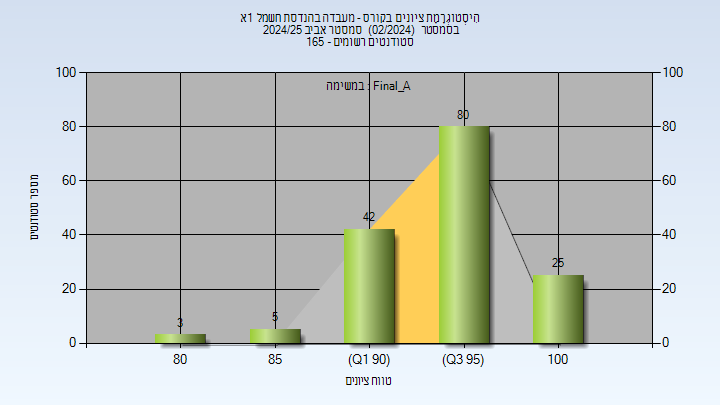 היסטוגרמת ציונים בקורס - מעבדה בהנדסת חשמל 1א
בסמסטר (02/2024) סמסטר אביב 2024/25
סטודנטים רשומים - 165
במשימה : Final_A
מספר סטודנטים
100 100
80 80
60 60
40 40
20 20
0 0
3 5 42 80 25
80 85 (Q1 90) (Q3 95) 100
טווח ציונים